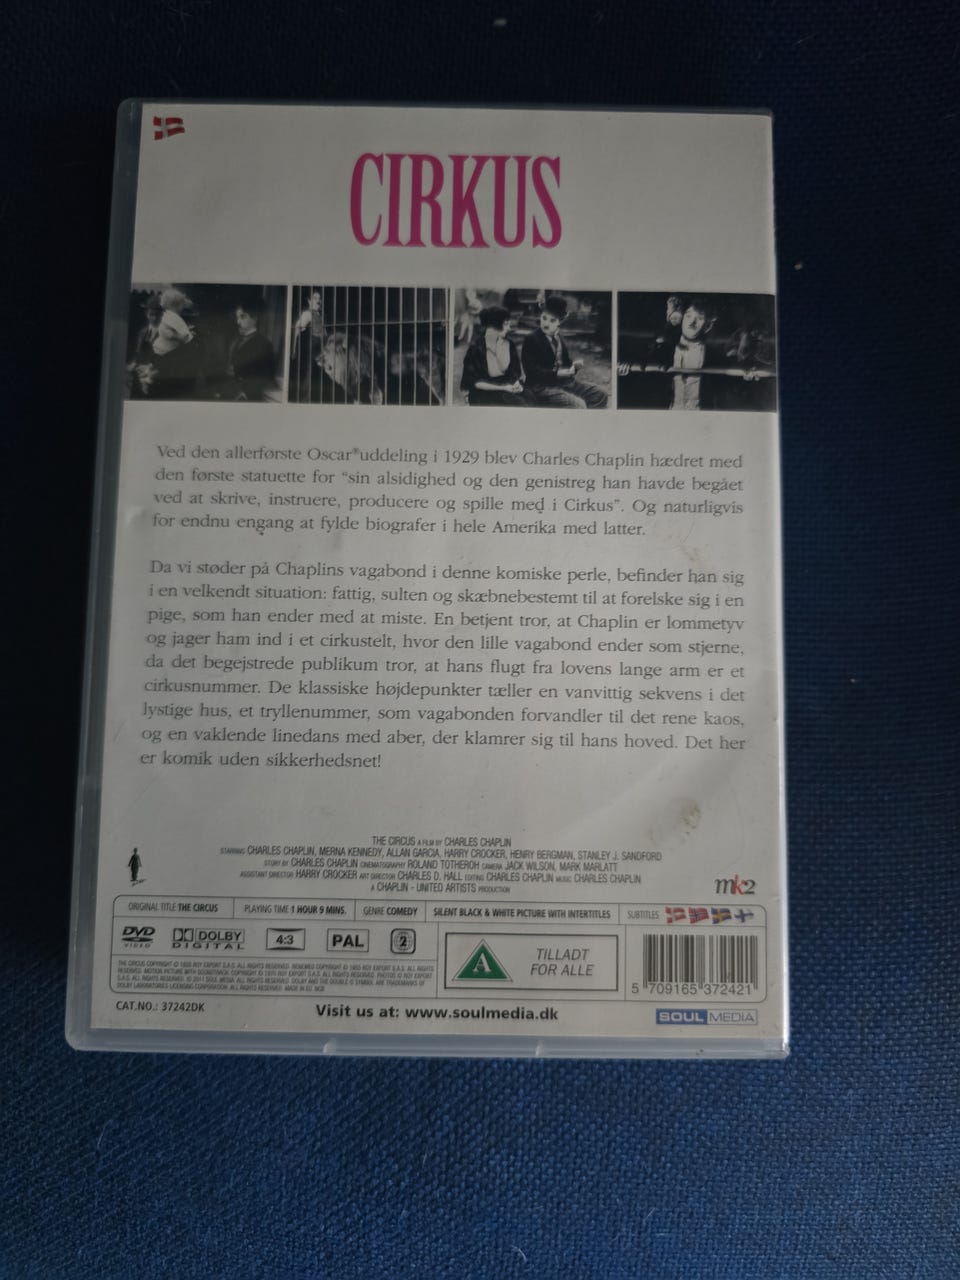 CIRKUS
Ved den allerførste Oscar®uddeling i 1929 blev Charles Chaplin hædret med
den første statuette for "sin alsidighed og den genistreg han havde begået
ved at skrive, instruere, producere og spille med i Cirkus". Og naturligvis
for endnu engang at fylde biografer i hele Amerika med latter.
Da vi støder på Chaplins vagabond i denne komiske perle, befinder han sig
i en velkendt situation: fattig, sulten og skæbnebestemt til at forelske sig i en
pige, som han ender med at miste. En betjent tror, at Chaplin er lommetyv
og jager ham ind i et cirkustelt, hvor den lille vagabond ender som stjerne,
da det begejstrede publikum tror, at hans flugt fra lovens lange arm er et
cirkusnummer. De klassiske højdepunkter tæller en vanvittig sekvens i det
lystige hus, et tryllenummer, som vagabonden forvandler til det rene kaos,
og en vaklende linedans med aber, der klamrer sig til hans hoved. Det her
er komik uden sikkerhedsnet!
THE CIRCUS A FILM BY CHARLES CHAPLIN
STARRING CHARLES CHAPLIN, MERNA KENNEDY, ALLAN GARCIA, HARRY CROCKER, HENRY BERGMAN, STANLEY J. SANDFORD
STORY BY CHARLES CHAPLIN CINEMATOGRAPHY ROLAND TOTHEROH CAMERA JACK WILSON, MARK MARLATT
ASSISTANT DIRECTOR HARRY CROCKER ART DIRECTOR CHARLES D. HALL EDITING CHARLES CHAPLIN MUSIC CHARLES CHAPLIN
A CHAPLIN - UNITED ARTISTS PRODUCTION
mk2
ORIGINAL TITLE THE CIRCUS PLAYING TIME 1 HOUR 9 MINS. GENRE COMEDY SILENT BLACK & WHITE PICTURE WITH INTERTITLES SUBTITLES
DVD VIDEO DOLBY DIGITAL 4:3 PAL 2
A TILLADT FOR ALLE
5 709165 372421
CAT.NO.: 37242DK
Visit us at: www.soulmedia.dk
SOUL MEDIA